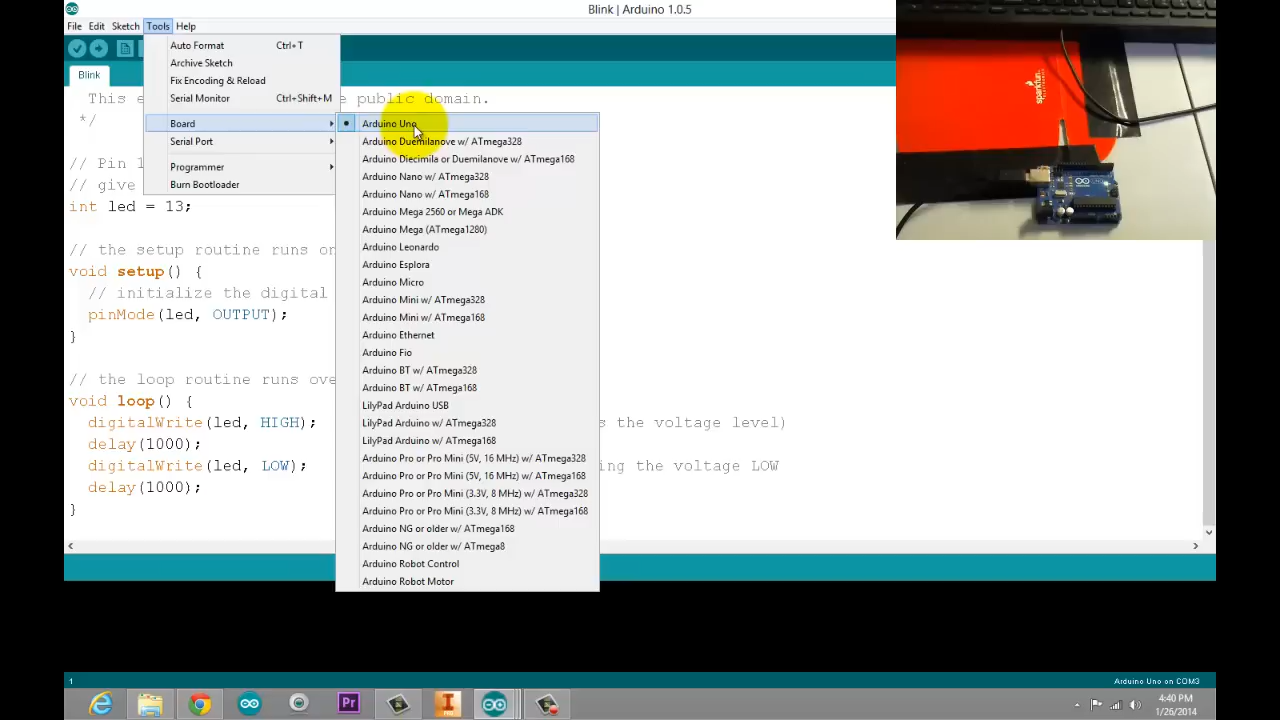 Blink | Arduino 1.0.5
File Edit Sketch Tools Help
Blink
Auto Format Ctrl+T
Archive Sketch
Fix Encoding & Reload
Serial Monitor Ctrl+Shift+M
Board
Serial Port
Programmer
Burn Bootloader
Arduino Uno
Arduino Duemilanove w/ ATmega328
Arduino Diecimila or Duemilanove w/ ATmega168
Arduino Nano w/ ATmega328
Arduino Nano w/ ATmega168
Arduino Mega 2560 or Mega ADK
Arduino Mega (ATmega1280)
Arduino Leonardo
Arduino Esplora
Arduino Micro
Arduino Mini w/ ATmega328
Arduino Mini w/ ATmega168
Arduino Ethernet
Arduino Fio
Arduino BT w/ ATmega328
Arduino BT w/ ATmega168
LilyPad Arduino USB
LilyPad Arduino w/ ATmega328
LilyPad Arduino w/ ATmega168
Arduino Pro or Pro Mini (5V, 16 MHz) w/ ATmega328
Arduino Pro or Pro Mini (5V, 16 MHz) w/ ATmega168
Arduino Pro or Pro Mini (3.3V, 8 MHz) w/ ATmega328
Arduino Pro or Pro Mini (3.3V, 8 MHz) w/ ATmega168
Arduino NG or older w/ ATmega168
Arduino NG or older w/ ATmega8
Arduino Robot Control
Arduino Robot Motor
This e public domain.
*/
// Pin 1
// give
int led = 13;
// the setup routine runs on
void setup() {
// initialize the digital
pinMode(led, OUTPUT);
}
// the loop routine runs ove
void loop() {
digitalWrite(led, HIGH); s the voltage level)
delay(1000);
digitalWrite(led, LOW); ing the voltage LOW
delay(1000);
}
sparkfun
1
Arduino Uno on COM3
Pr
4:40 PM
1/26/2014